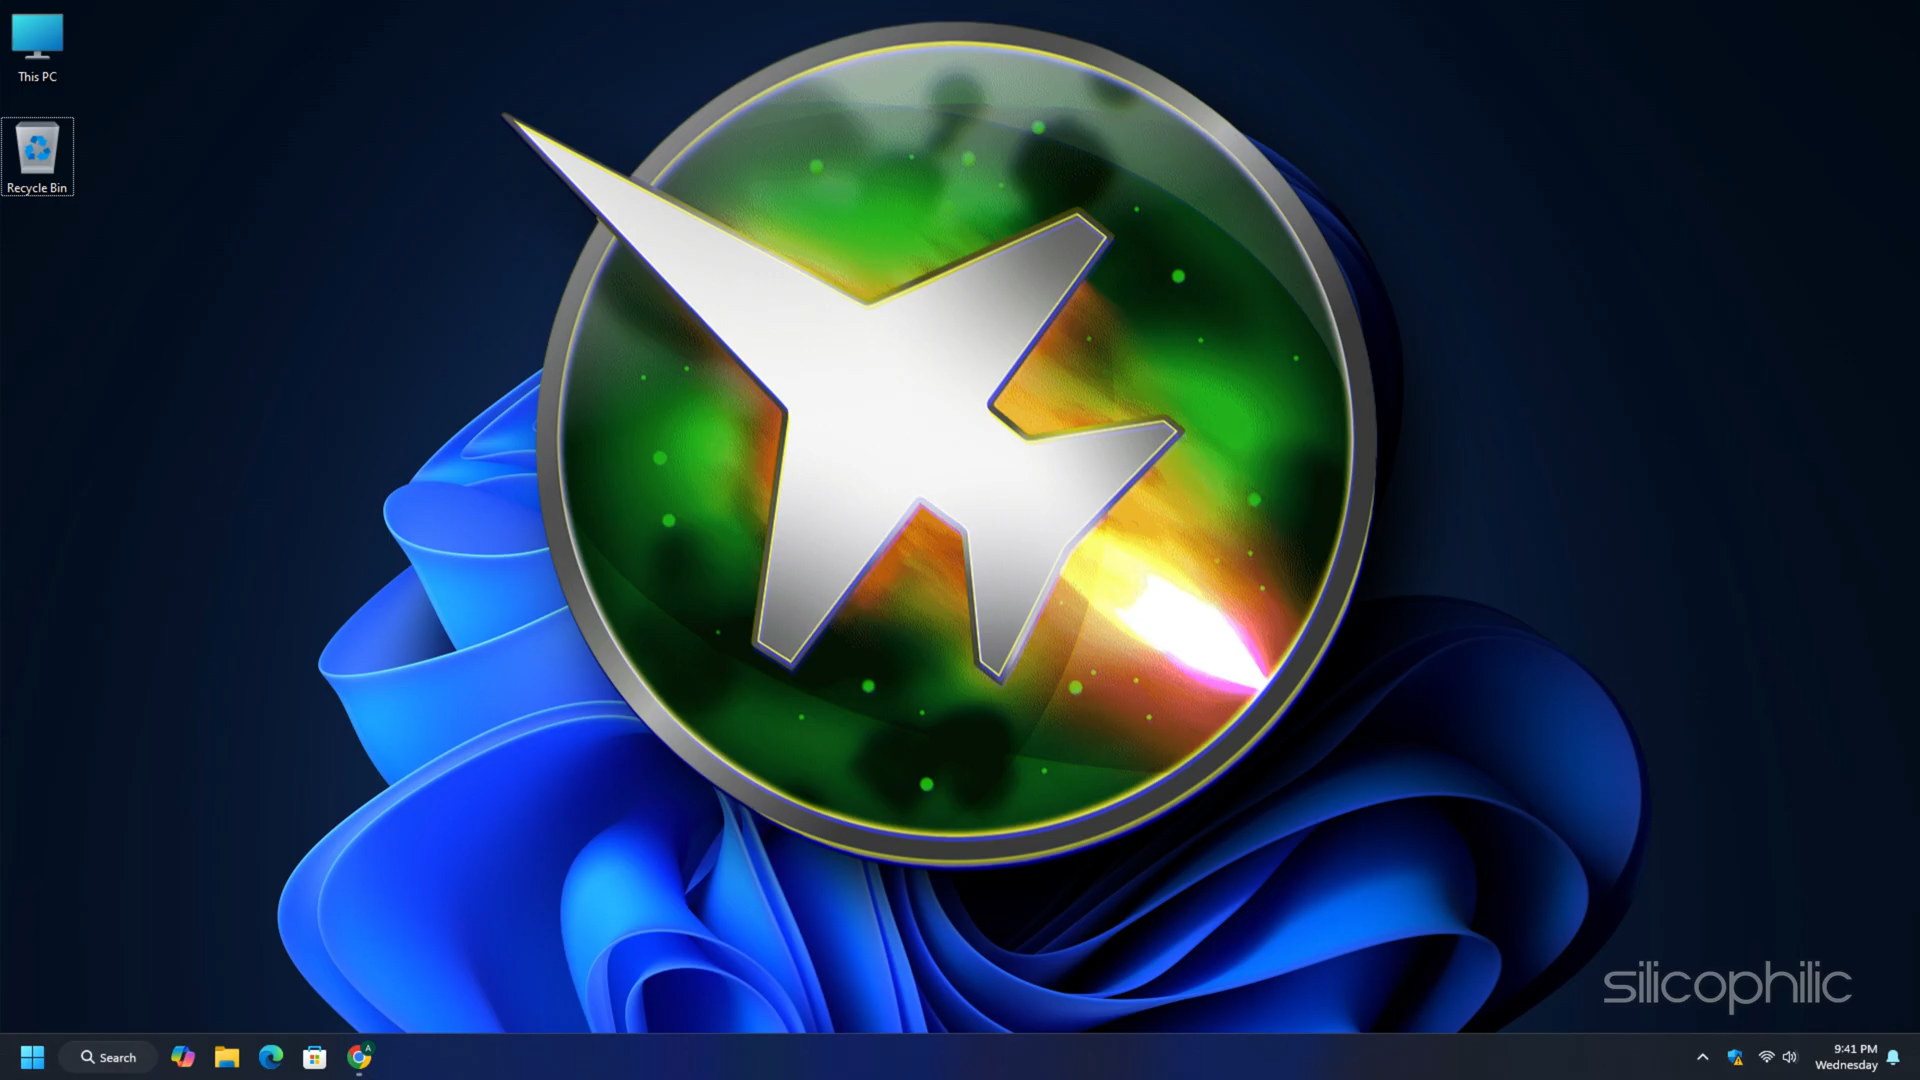 This PC
Recycle Bin
silicophilic
Search
A
9:41 PM
Wednesday